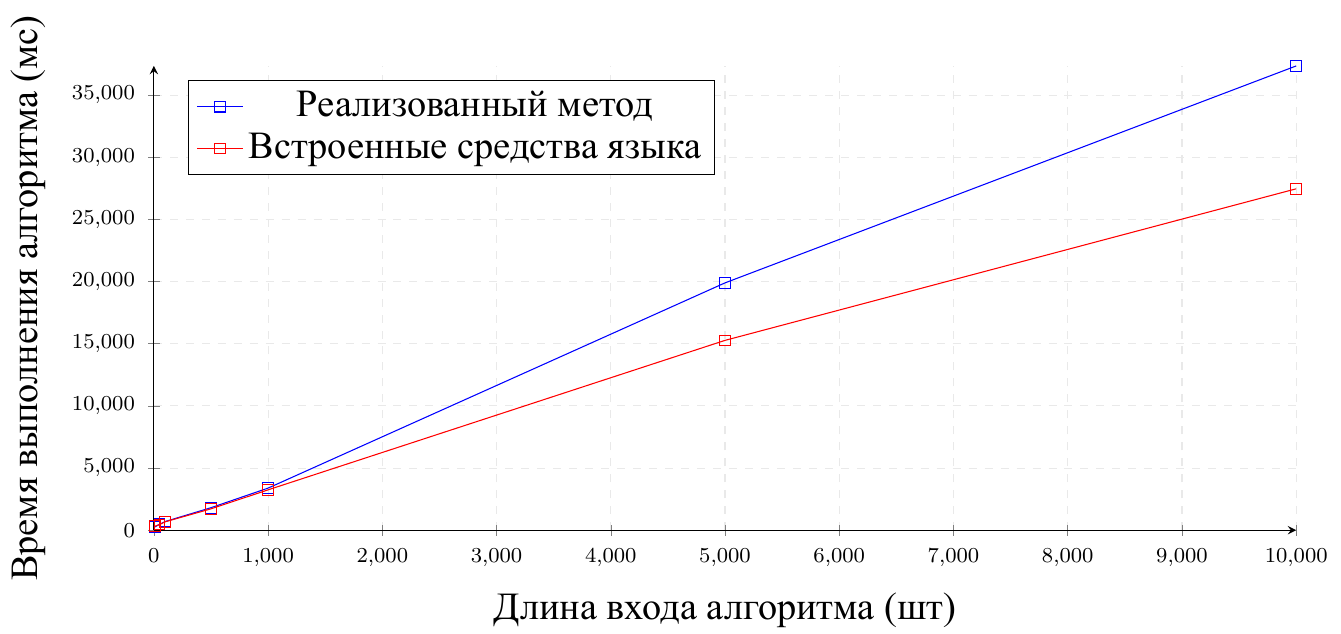 Время выполнения алгоритма (мс)
35,000
30,000
25,000
20,000
15,000
10,000
5,000
0
Реализованный метод
Встроенные средства языка
0 1,000 2,000 3,000 4,000 5,000 6,000 7,000 8,000 9,000 10,000
Длина входа алгоритма (шт)